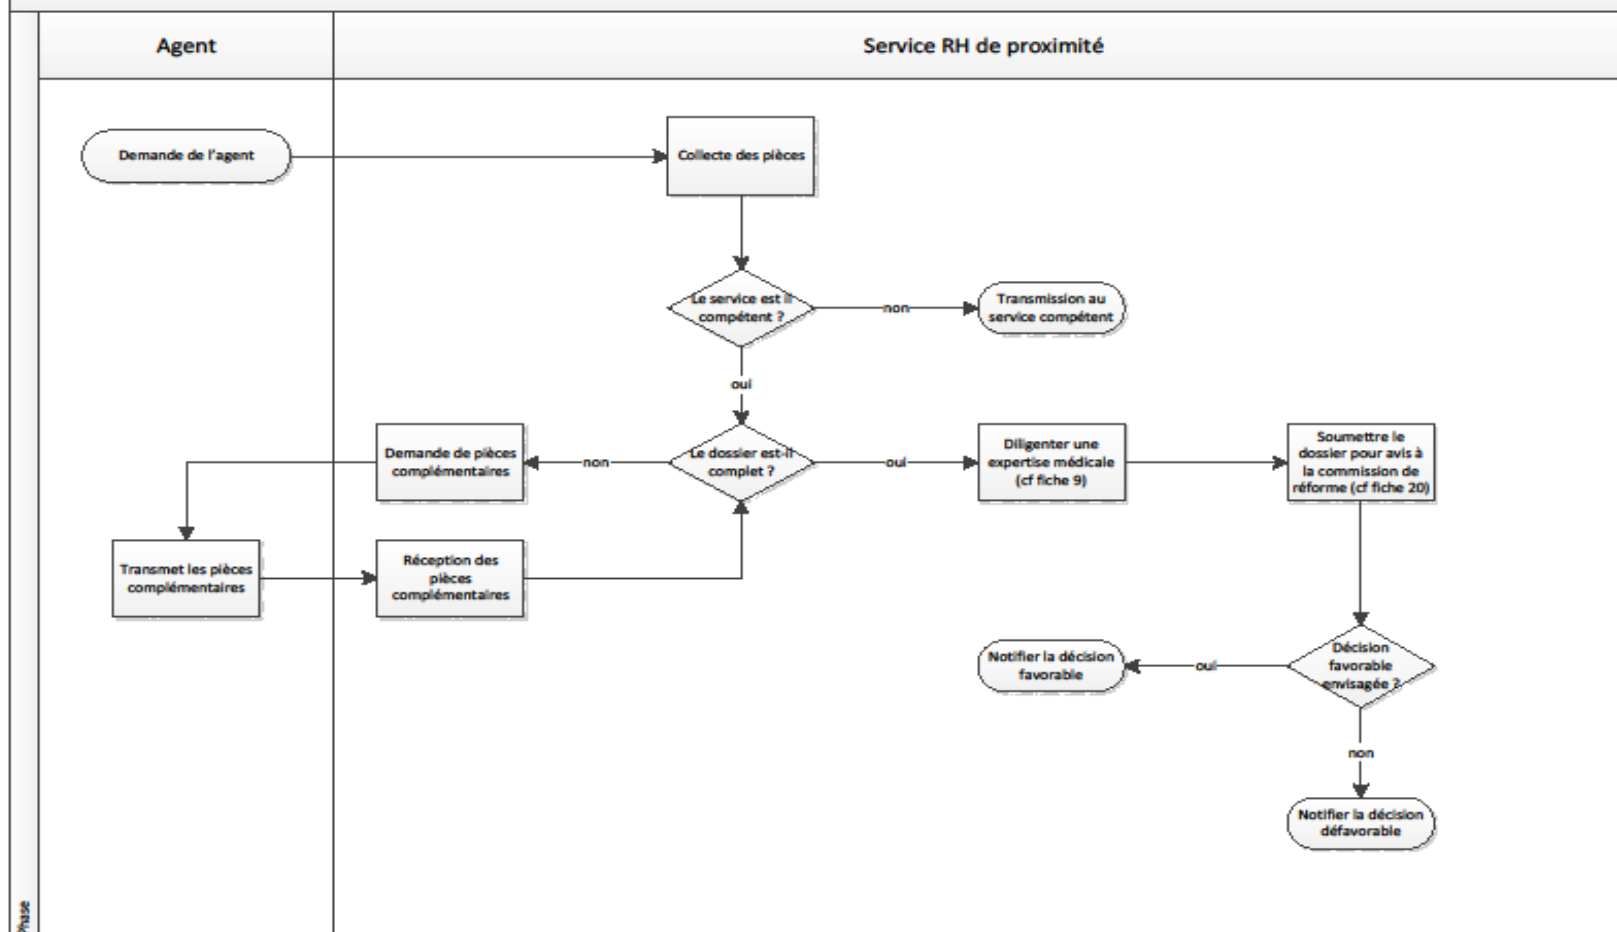 Agent
Service RH de proximité
Demande de l'agent
Collecte des pièces
Le service est il
compétent ?
non
Transmission au
service compétent
oui
Demande de pièces
complémentaires
non
Le dossier est-il
complet ?
oui
Diligenter une
expertise médicale
(cf fiche 9)
Soumettre le
dossier pour avis à
la commission de
réforme (cf fiche 20)
Transmet les pièces
complémentaires
Réception des
pièces
complémentaires
Notifier la décision
favorable
oui
Décision
favorable
envisagée ?
non
Notifier la décision
défavorable
Phase